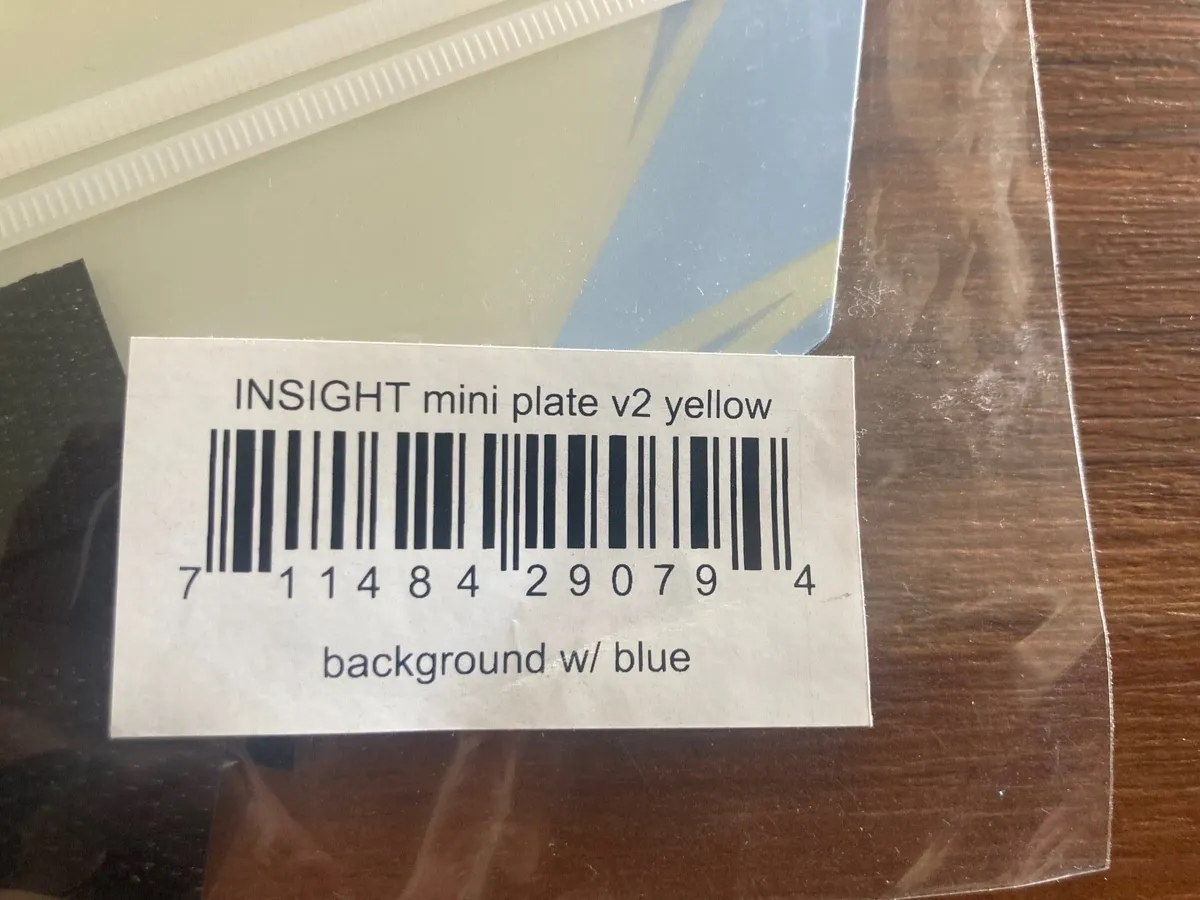 INSIGHT mini plate v2 yellow
7 11484 29079 4
background w/ blue